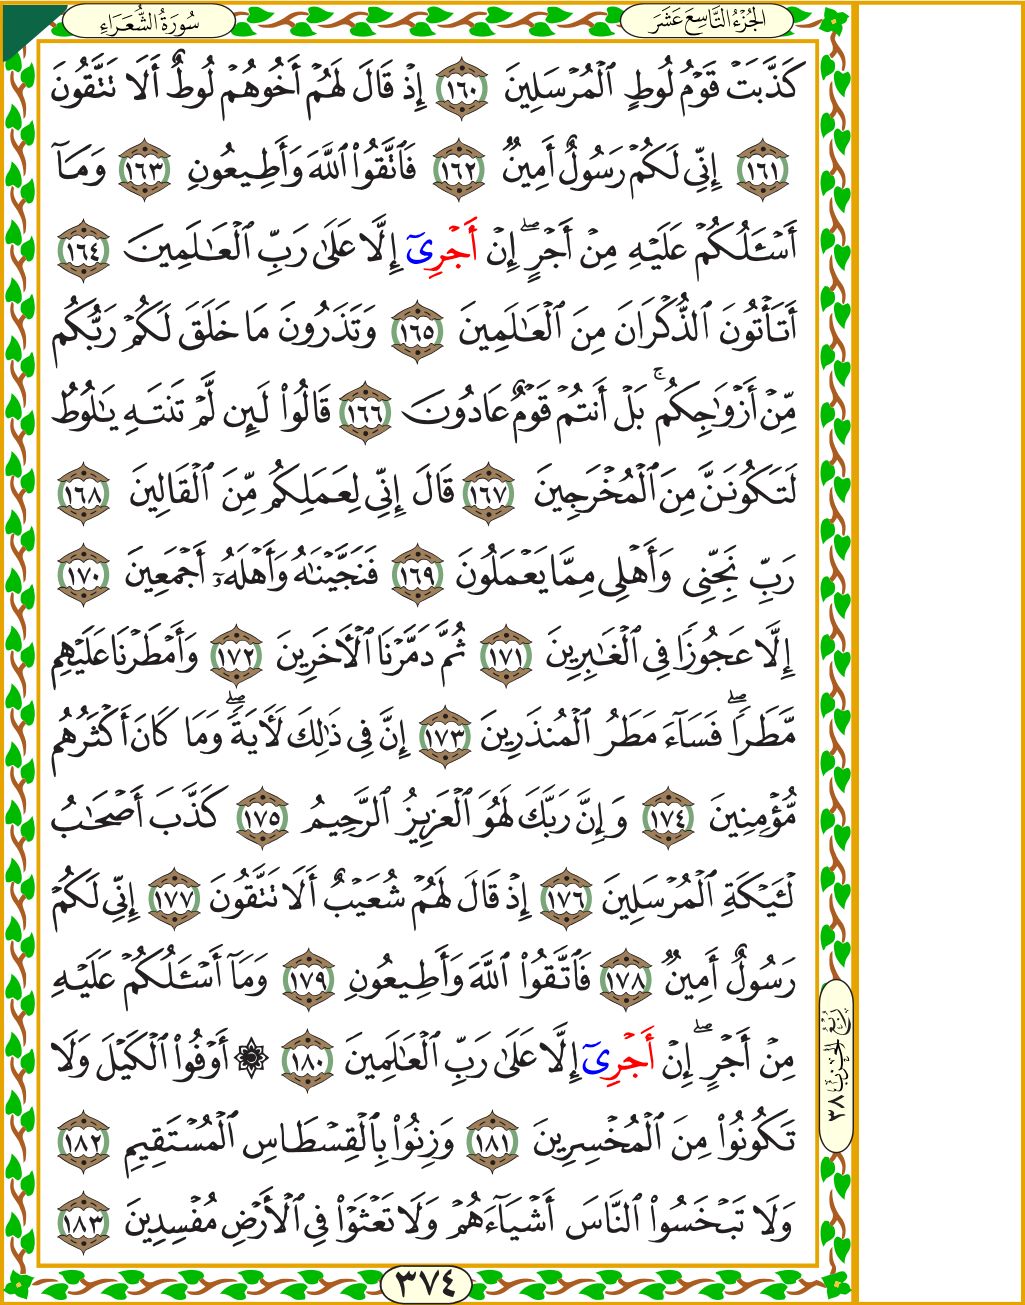 سُورَةُ الشُّعَرَاءِ
الجُزْءُ التَّاسِعَ عَشَرَ
كَذَّبَتۡ قَوۡمُ لُوطٍ ٱلۡمُرۡسَلِينَ ١٦٠ إِذۡ قَالَ لَهُمۡ أَخُوهُمۡ لُوطٌ أَلَا تَتَّقُونَ
١٦١ إِنِّي لَكُمۡ رَسُولٌ أَمِينٌ ١٦٢ فَٱتَّقُواْ ٱللَّهَ وَأَطِيعُونِ ١٦٣ وَمَآ
أَسۡـَٔلُكُمۡ عَلَيۡهِ مِنۡ أَجۡرٍۖ إِنۡ أَجۡرِيٓ إِلَّا عَلَىٰ رَبِّ ٱلۡعَـٰلَمِينَ ١٦٤
أَتَأۡتُونَ ٱلذُّكۡرَانَ مِنَ ٱلۡعَـٰلَمِينَ ١٦٥ وَتَذَرُونَ مَا خَلَقَ لَكُمۡ رَبُّكُم
مِّنۡ أَزۡوَٰجِكُمۚ بَلۡ أَنتُمۡ قَوۡمٌ عَادُونَ ١٦٦ قَالُواْ لَئِن لَّمۡ تَنتَهِ يَـٰلُوطُ
لَتَكُونَنَّ مِنَ ٱلۡمُخۡرَجِينَ ١٦٧ قَالَ إِنِّي لِعَمَلِكُم مِّنَ ٱلۡقَالِينَ ١٦٨
رَبِّ نَجِّنِي وَأَهۡلِي مِمَّا يَعۡمَلُونَ ١٦٩ فَنَجَّيۡنَـٰهُ وَأَهۡلَهُۥٓ أَجۡمَعِينَ ١٧٠
إِلَّا عَجُوزًا فِي ٱلۡغَـٰبِرِينَ ١٧١ ثُمَّ دَمَّرۡنَا ٱلۡأَخَرِينَ ١٧٢ وَأَمۡطَرۡنَا عَلَيۡهِم
مَّطَرًاۖ فَسَآءَ مَطَرُ ٱلۡمُنذَرِينَ ١٧٣ إِنَّ فِي ذَٰلِكَ لَأٓيَةًۖ وَمَا كَانَ أَكۡثَرُهُم
مُّؤۡمِنِينَ ١٧٤ وَإِنَّ رَبَّكَ لَهُوَ ٱلۡعَزِيزُ ٱلرَّحِيمُ ١٧٥ كَذَّبَ أَصۡحَـٰبُ
لۡـَٔيۡكَةِ ٱلۡمُرۡسَلِينَ ١٧٦ إِذۡ قَالَ لَهُمۡ شُعَيۡبٌ أَلَا تَتَّقُونَ ١٧٧ إِنِّي لَكُمۡ
رَسُولٌ أَمِينٌ ١٧٨ فَٱتَّقُواْ ٱللَّهَ وَأَطِيعُونِ ١٧٩ وَمَآ أَسۡـَٔلُكُمۡ عَلَيۡهِ
مِنۡ أَجۡرٍۖ إِنۡ أَجۡرِيٓ إِلَّا عَلَىٰ رَبِّ ٱلۡعَـٰلَمِينَ ١٨٠ ۞ أَوۡفُواْ ٱلۡكَيۡلَ وَلَا
تَكُونُواْ مِنَ ٱلۡمُخۡسِرِينَ ١٨١ وَزِنُواْ بِٱلۡقِسۡطَاسِ ٱلۡمُسۡتَقِيمِ ١٨٢
وَلَا تَبۡخَسُواْ ٱلنَّاسَ أَشۡيَآءَهُمۡ وَلَا تَعۡثَوۡاْ فِي ٱلۡأَرۡضِ مُفۡسِدِينَ ١٨٣
رُبْعُ الحِزْبِ ٣٨
٣٧٤